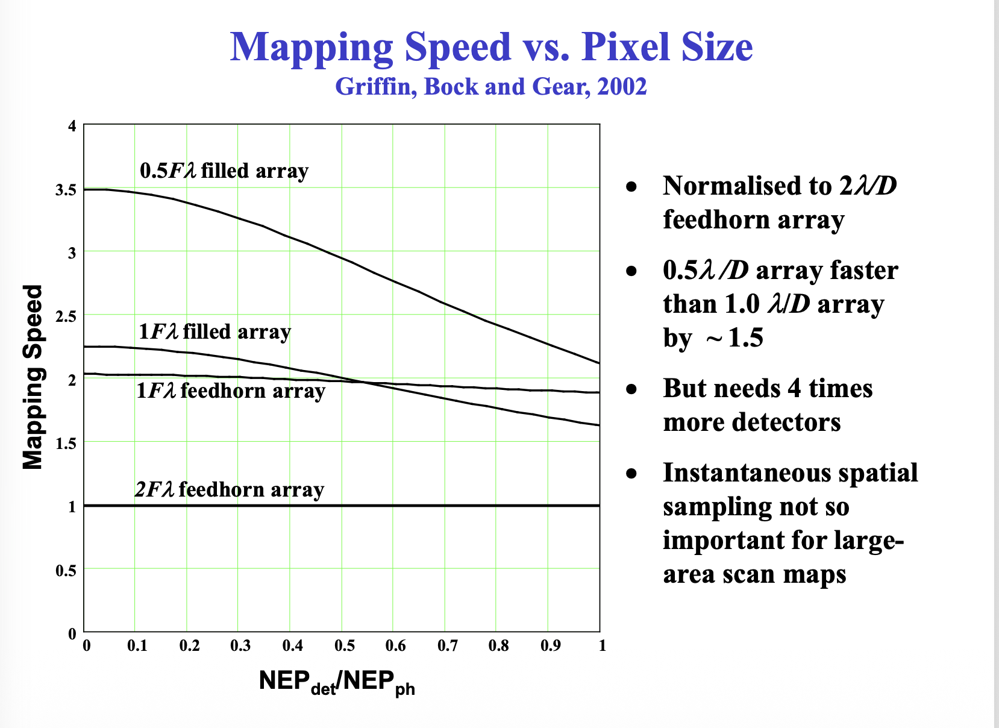 Mapping Speed vs. Pixel Size
Griffin, Bock and Gear, 2002
4
3.5
3
2.5
2
1.5
1
0.5
0
Mapping Speed
0.5Fλ filled array
1Fλ filled array
1Fλ feedhorn array
2Fλ feedhorn array
0 0.1 0.2 0.3 0.4 0.5 0.6 0.7 0.8 0.9 1
NEPdet/NEPph
• Normalised to 2λ/D
feedhorn array
• 0.5λ /D array faster
than 1.0 λ/D array
by ~ 1.5
• But needs 4 times
more detectors
• Instantaneous spatial
sampling not so
important for large-
area scan maps